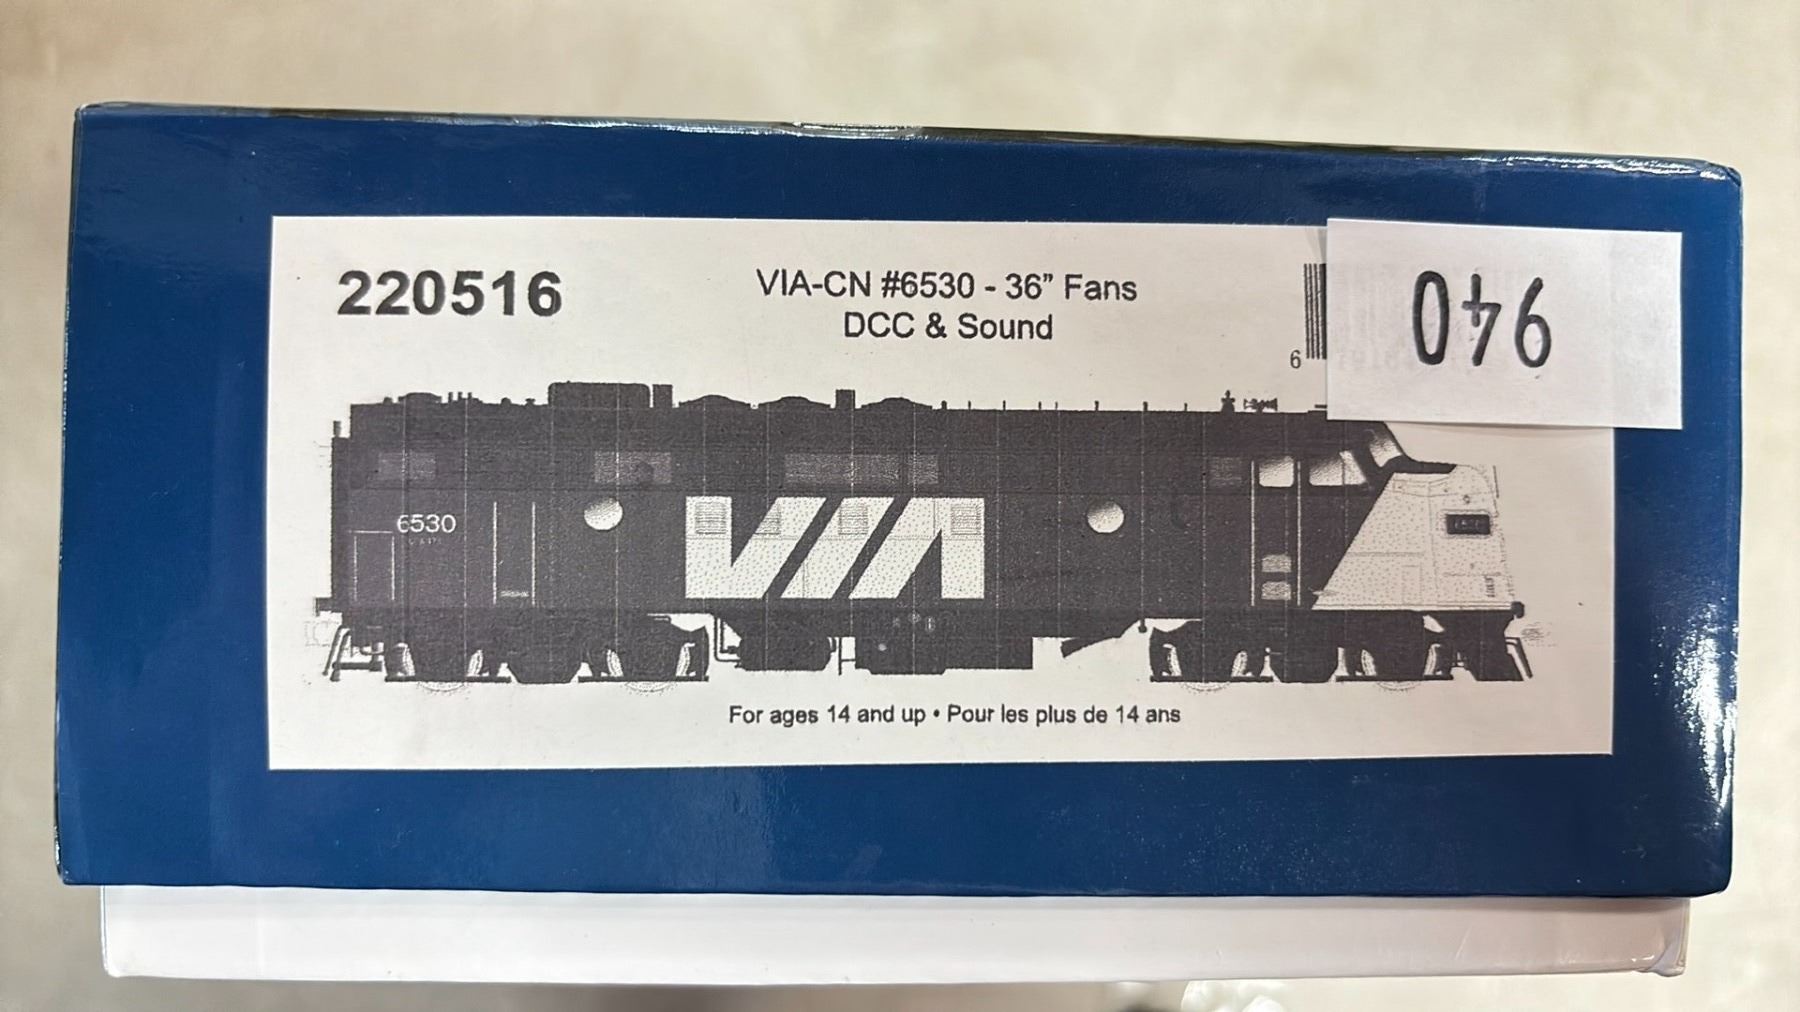 220516
VIA-CN #6530 - 36" Fans
DCC & Sound
6
940
6530
VIA
For ages 14 and up • Pour les plus de 14 ans